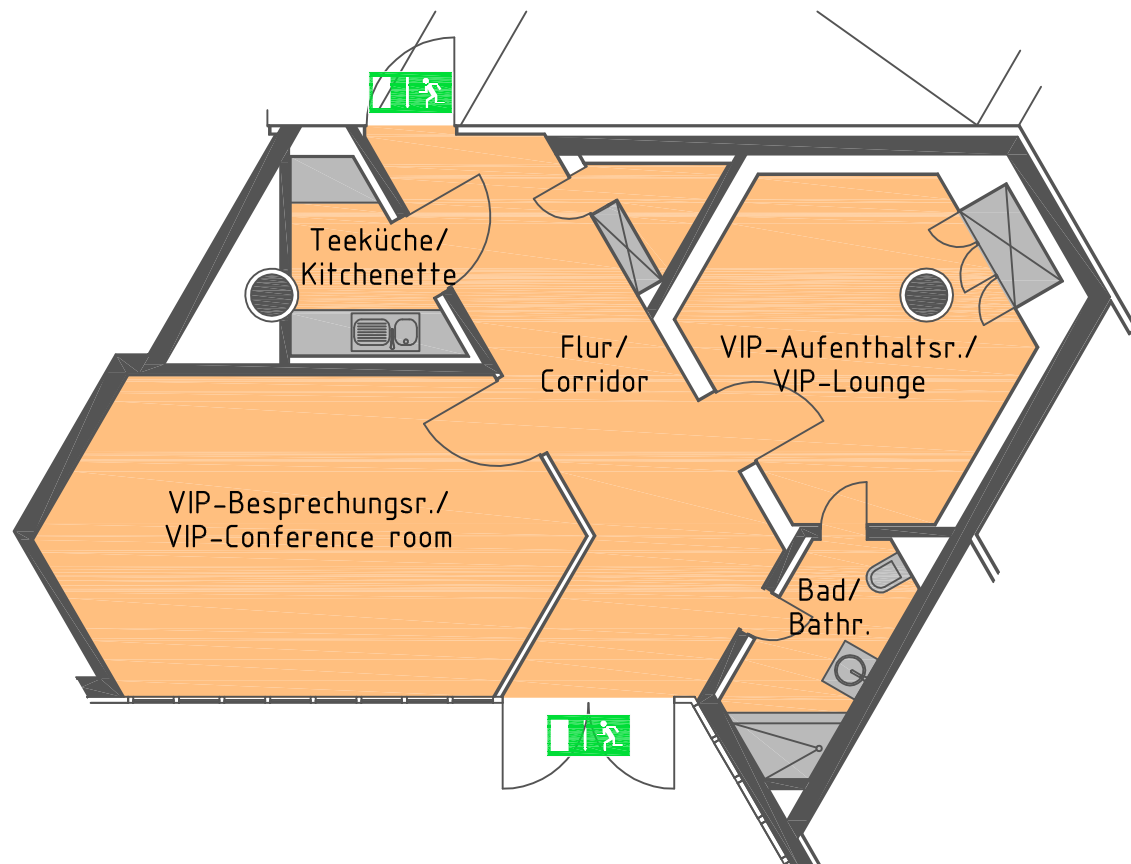 Teeküche/
Kitchenette
Flur/
Corridor
VIP-Aufenthaltsr./
VIP-Lounge
VIP-Besprechungsr./
VIP-Conference room
Bad/
Bathr.